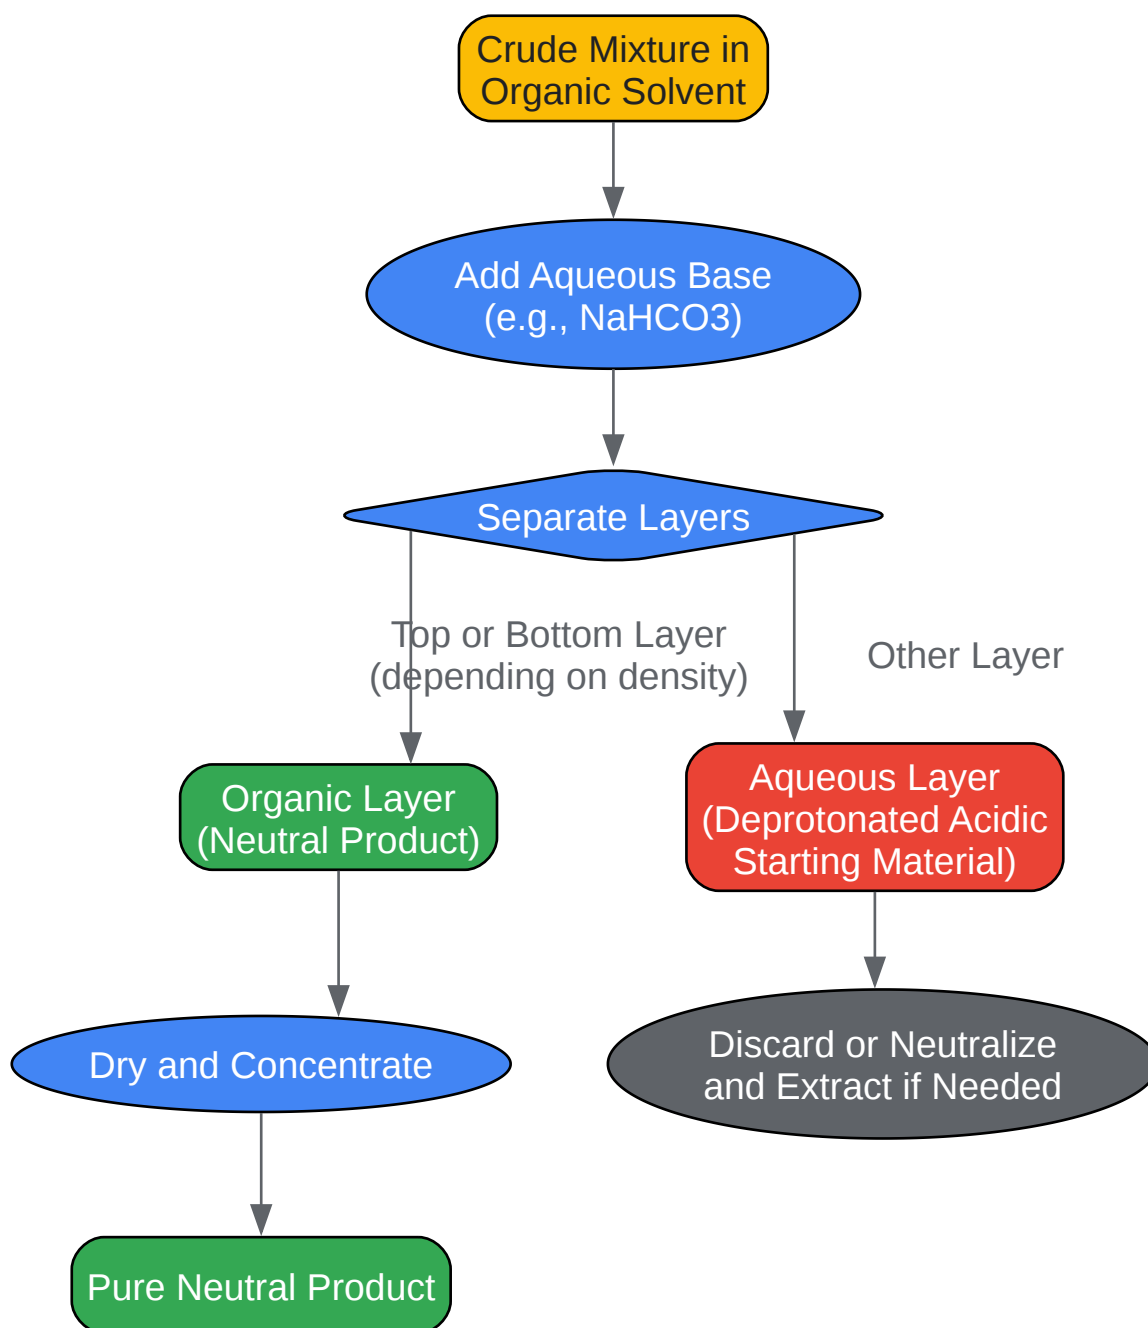 Crude Mixture in
Organic Solvent
Add Aqueous Base
(e.g., NaHCO3)
Separate Layers
Top or Bottom Layer
(depending on density)
Other Layer
Organic Layer
(Neutral Product)
Aqueous Layer
(Deprotonated Acidic
Starting Material)
Dry and Concentrate
Discard or Neutralize
and Extract if Needed
Pure Neutral Product